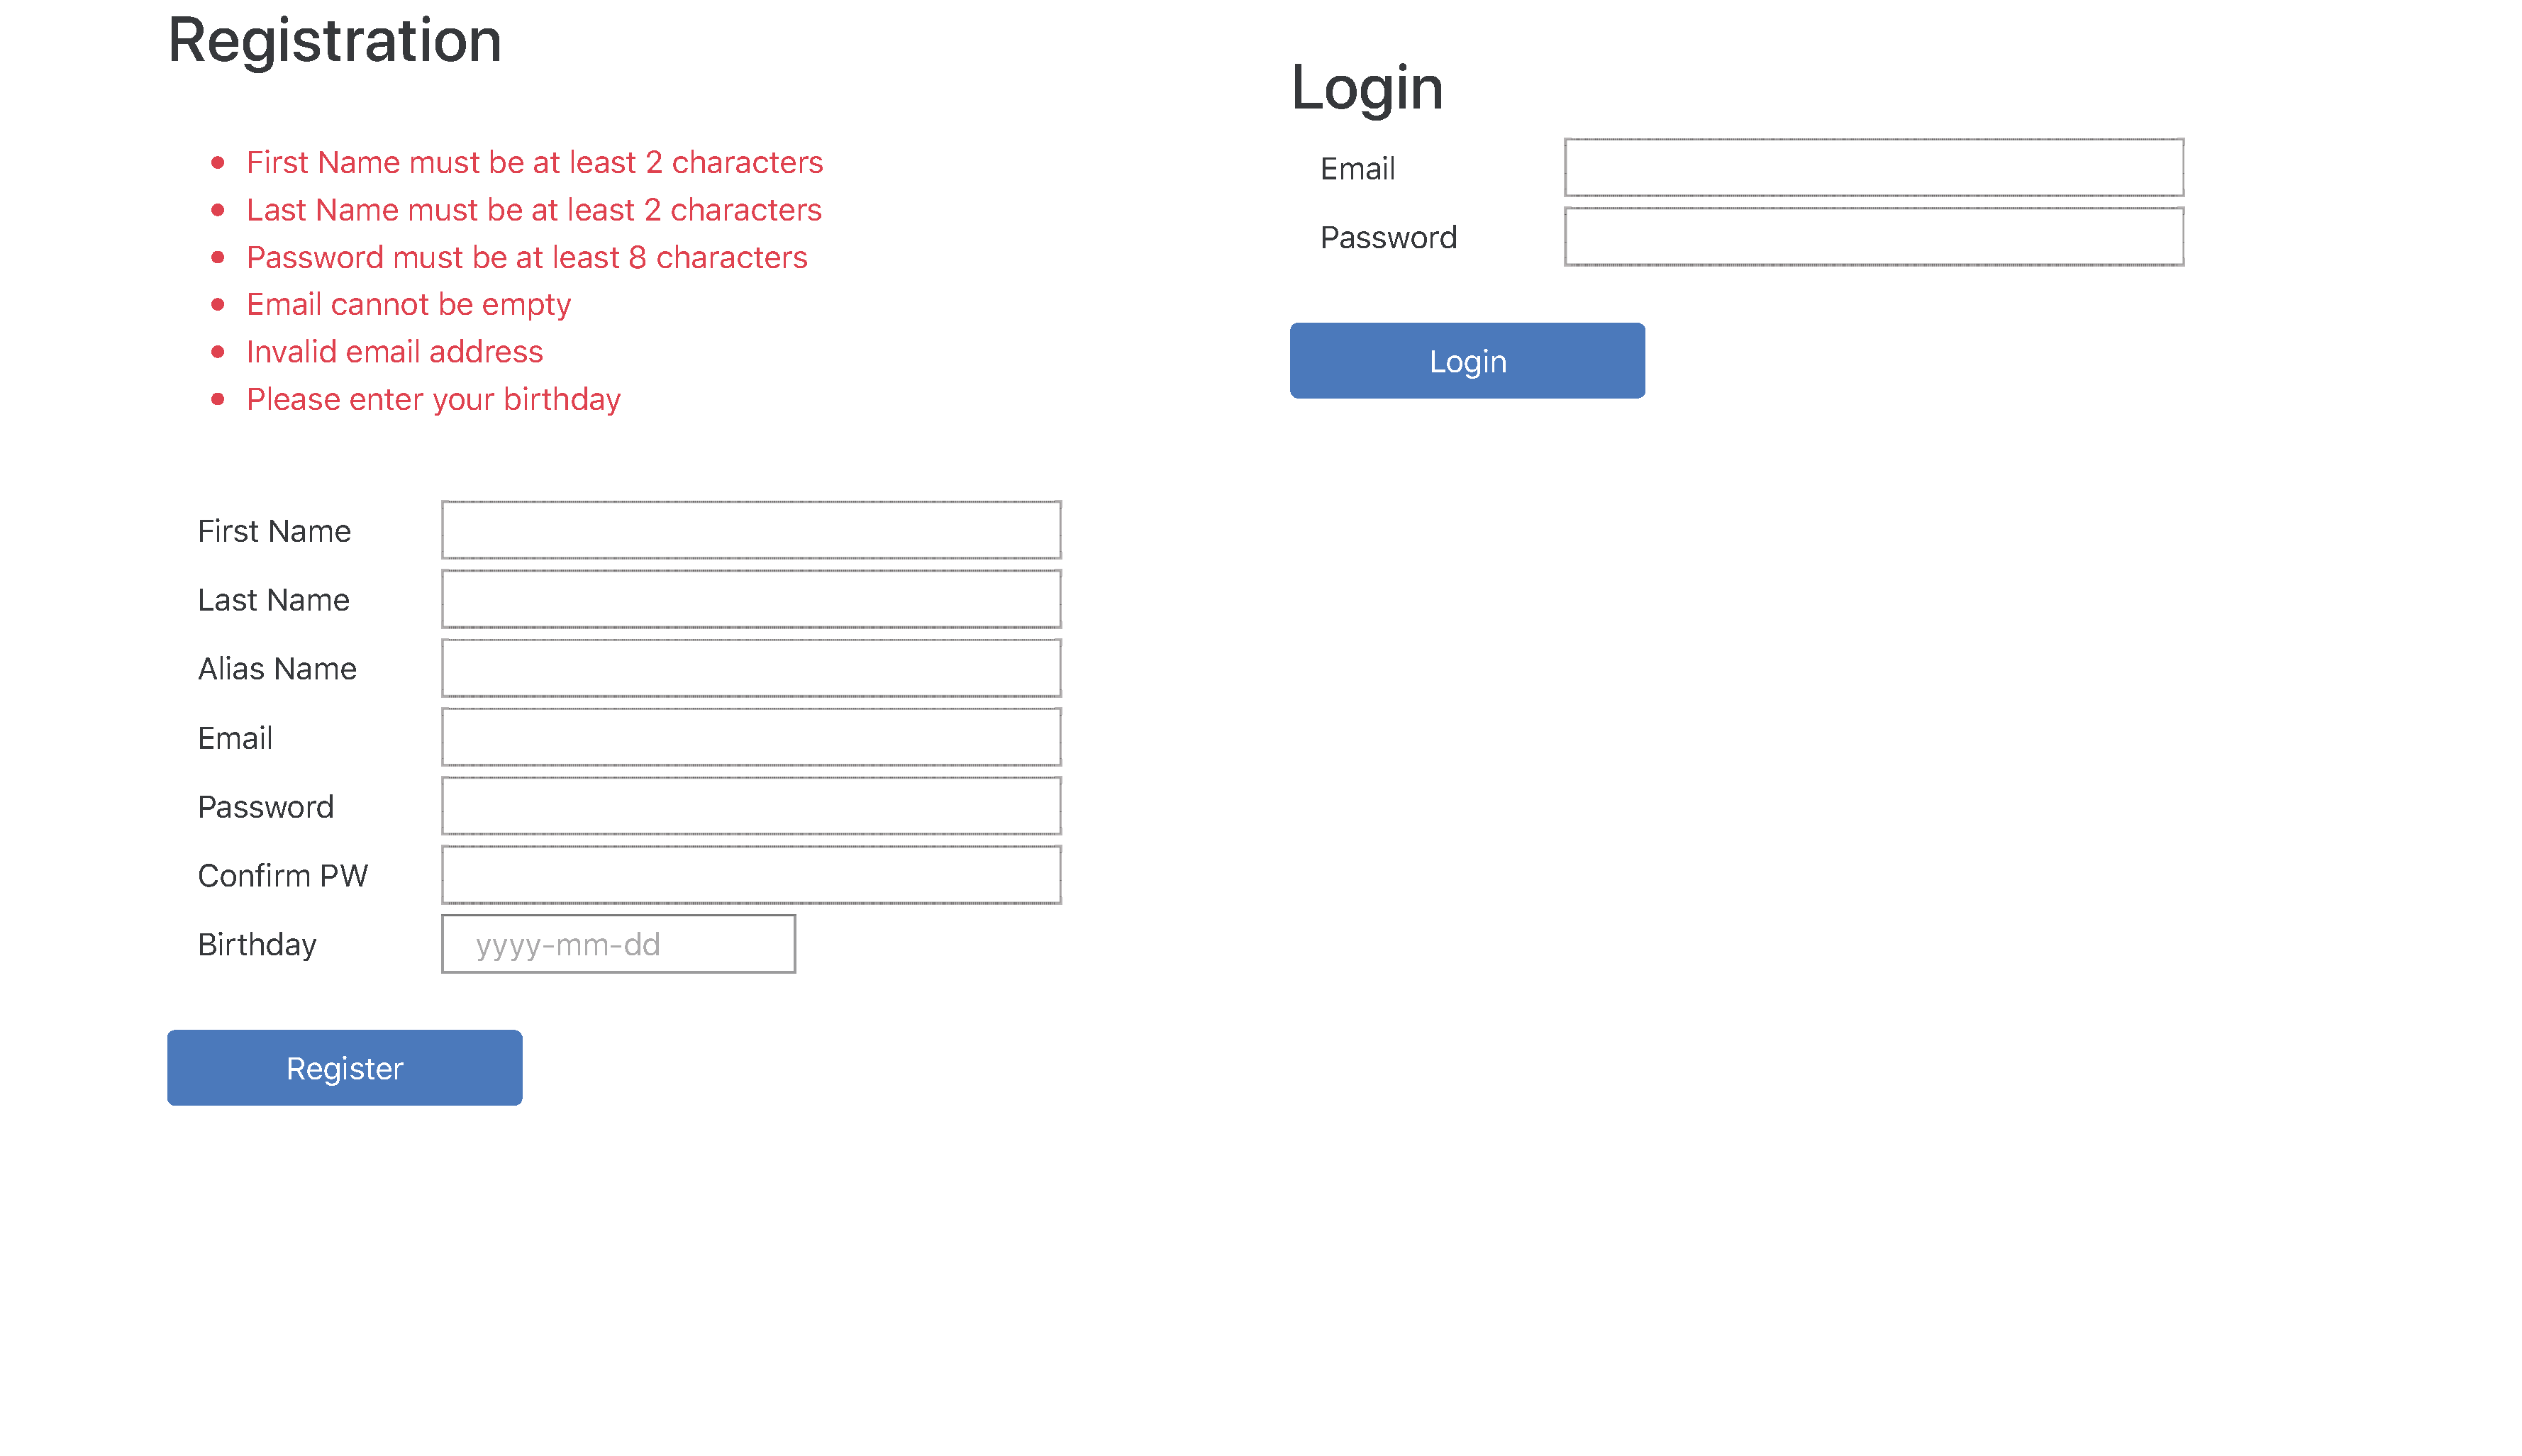 Registration
First Name must be at least 2 characters
Last Name must be at least 2 characters
Password must be at least 8 characters
Email cannot be empty
Invalid email address
Please enter your birthday
First Name
Last Name
Alias Name
Email
Password
Confirm PW
Birthday
yyyy-mm-dd
Register
Login
Email
Password
Login